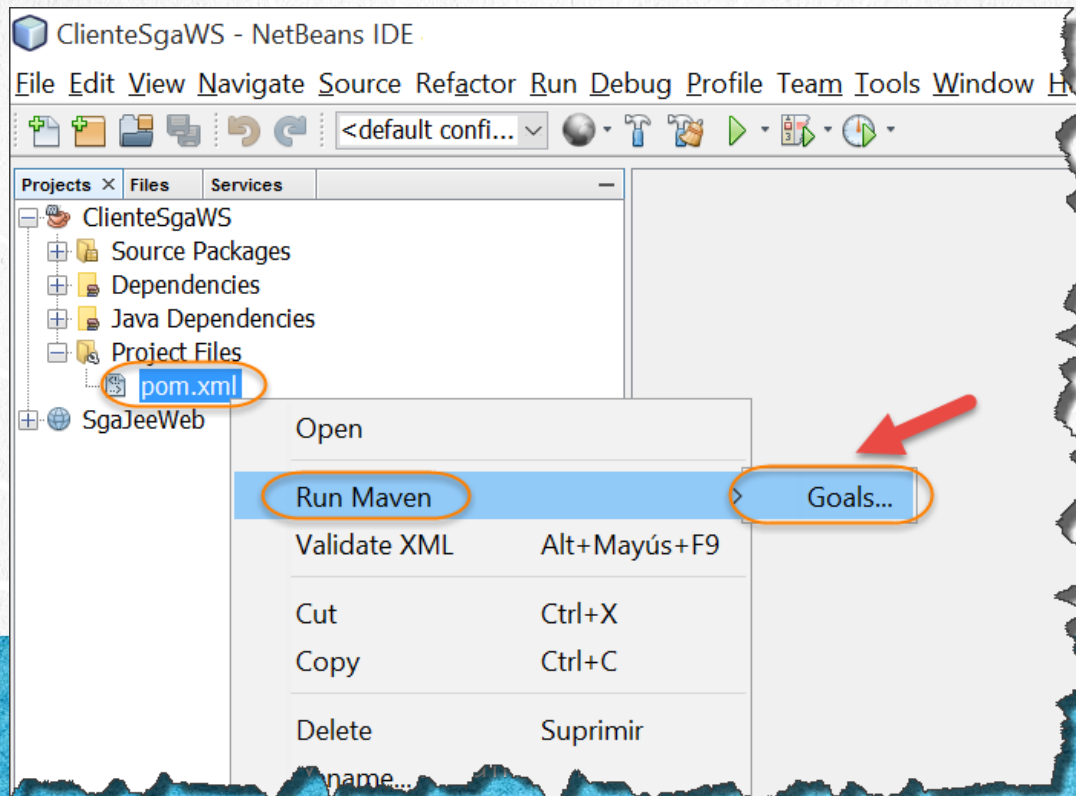 ClienteSgaWS - NetBeans IDE
File Edit View Navigate Source Refactor Run Debug Profile Team Tools Window H
<default confi...
Projects Files Services
ClienteSgaWS
Source Packages
Dependencies
Java Dependencies
Project Files
pom.xml
SgaJeeWeb
Open
Run Maven
Goals...
Validate XML Alt+Mayús+F9
Cut Ctrl+X
Copy Ctrl+C
Delete Suprimir